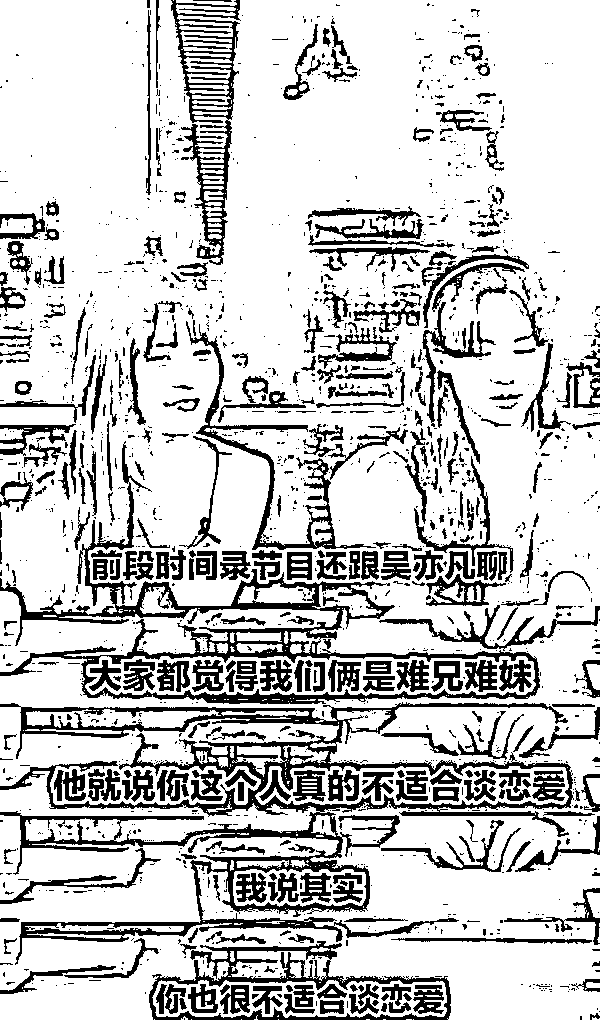 前段时间录节目还跟吴亦凡聊
大家都觉得我们俩是难兄难妹
他就说你这个人真的不适合谈恋爱
我说其实
你也很不适合谈恋爱